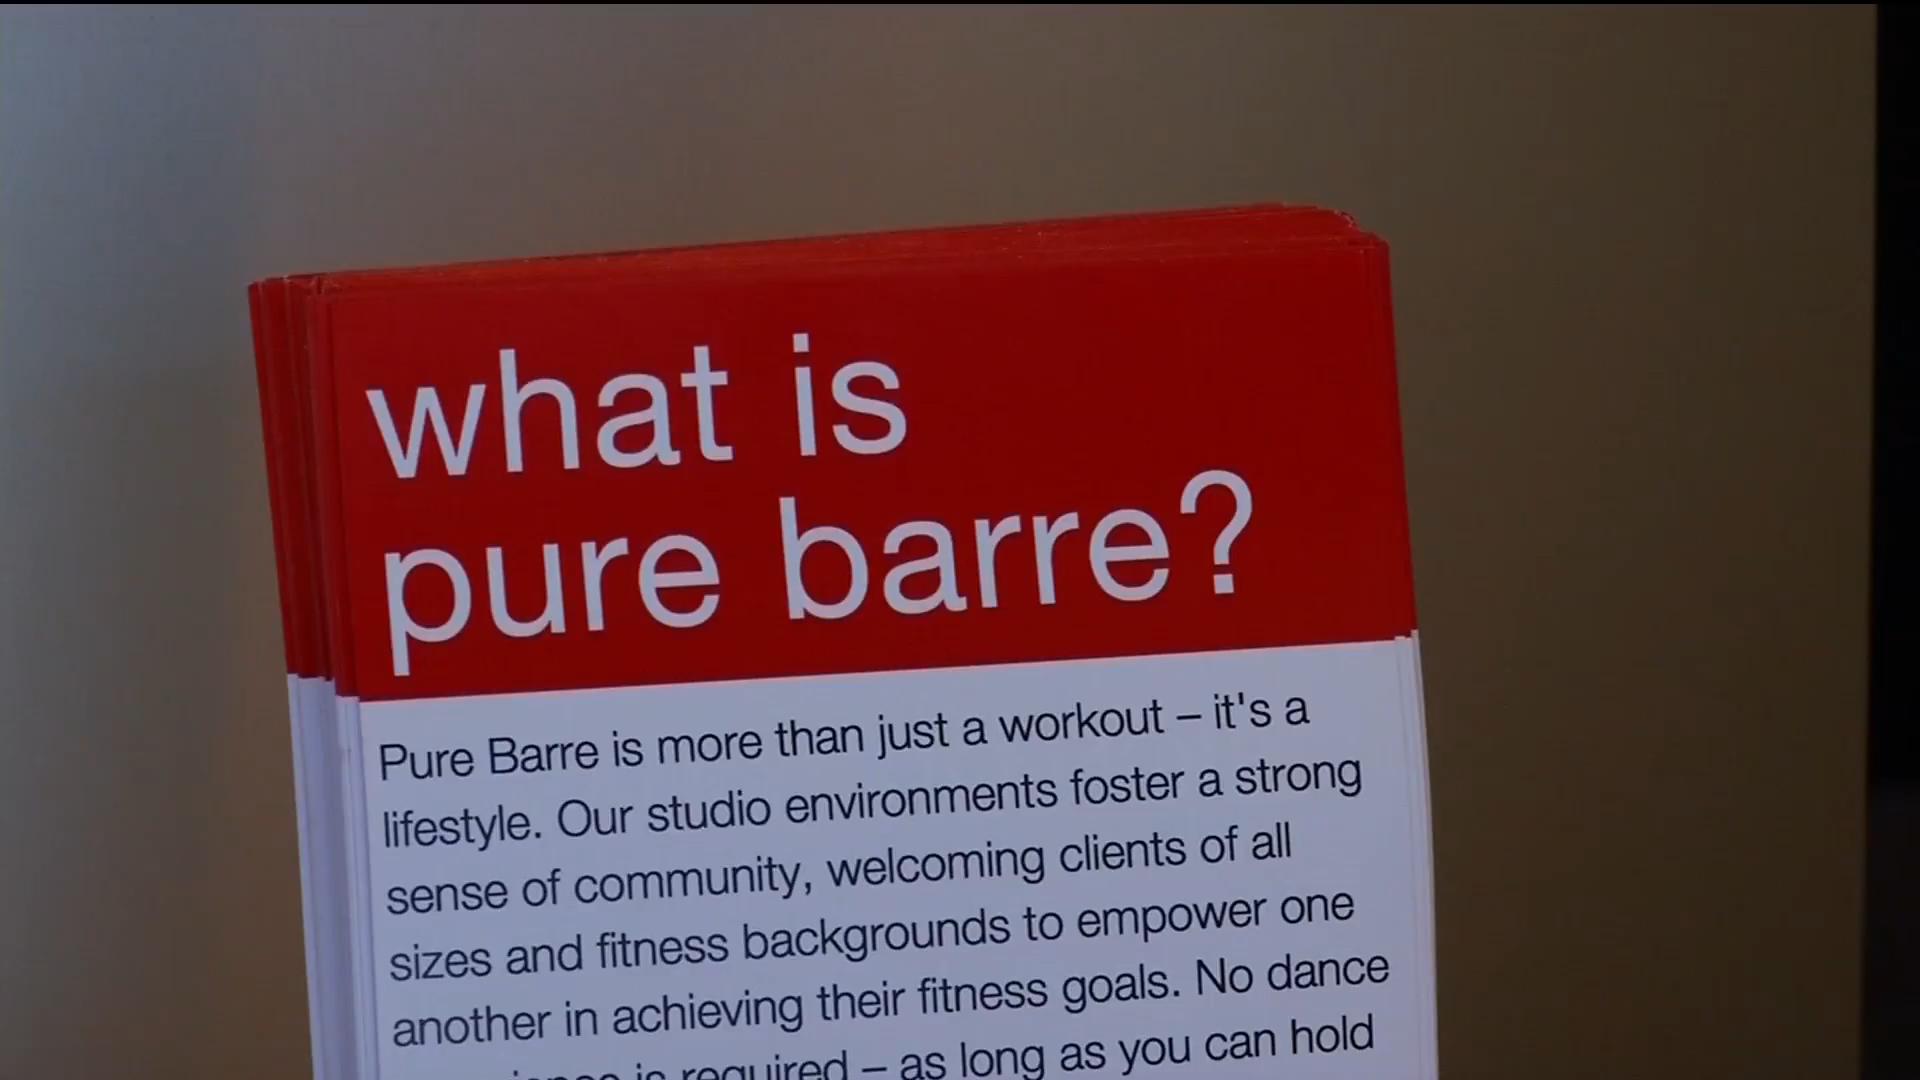 what is
pure barre?
Pure Barre is more than just a workout – it's a
lifestyle. Our studio environments foster a strong
sense of community, welcoming clients of all
sizes and fitness backgrounds to empower one
another in achieving their fitness goals. No dance
is required – as long as you can hold